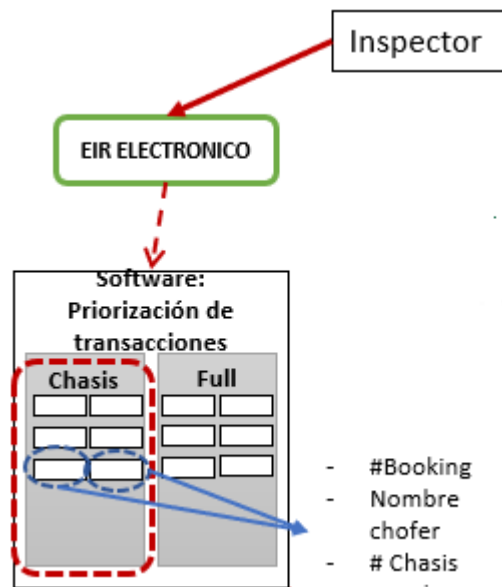 Inspector
EIR ELECTRONICO
Software:
Priorización de
transacciones
Chasis
Full
- #Booking
- Nombre
chofer
- # Chasis